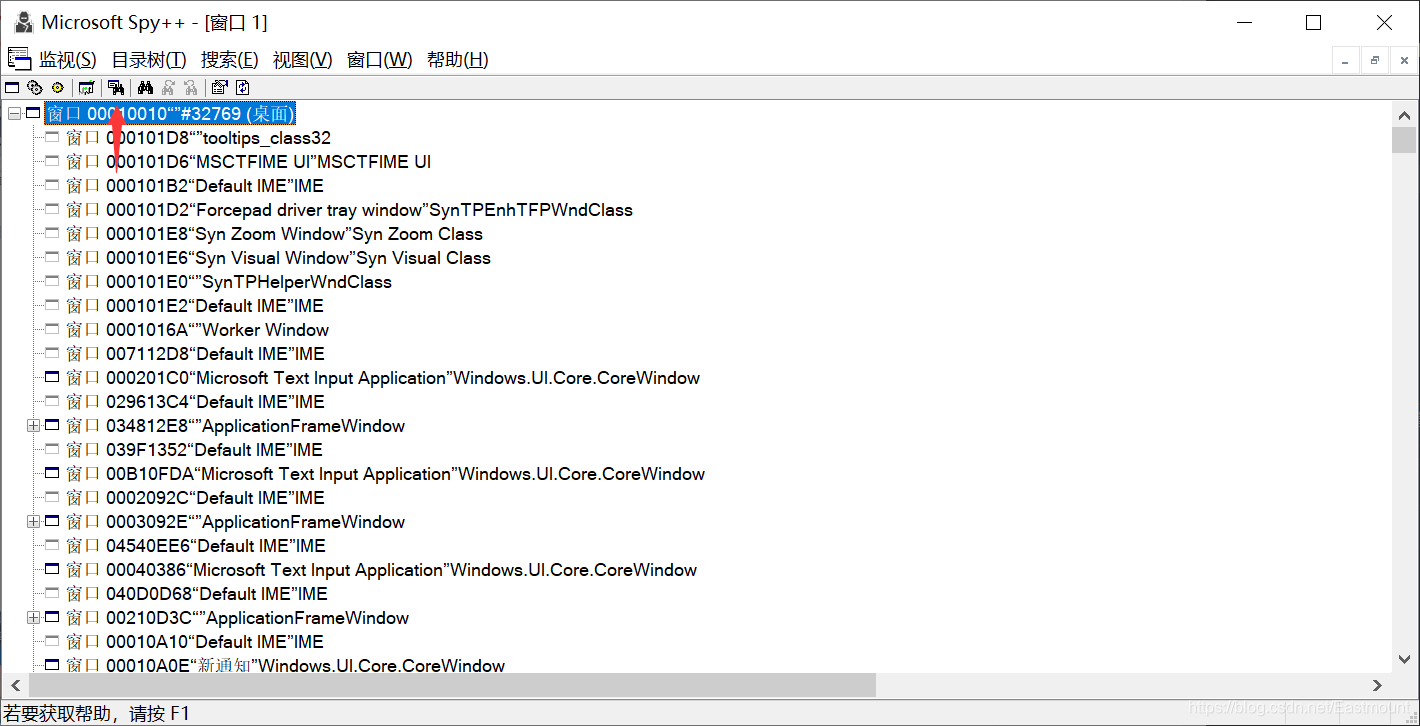 Microsoft Spy++ - [窗口 1]
监视(S) 目录树(T) 搜索(E) 视图(V) 窗口(W) 帮助(H)
窗口 00010010“”#32769 (桌面)
窗口 000101D8“”tooltips_class32
窗口 000101D6“MSCTFIME UI”MSCTFIME UI
窗口 000101B2“Default IME”IME
窗口 000101D2“Forcepad driver tray window”SynTPEnhTFPWndClass
窗口 000101E8“Syn Zoom Window”Syn Zoom Class
窗口 000101E6“Syn Visual Window”Syn Visual Class
窗口 000101E0“”SynTPHelperWndClass
窗口 000101E2“Default IME”IME
窗口 0001016A“”Worker Window
窗口 007112D8“Default IME”IME
窗口 000201C0“Microsoft Text Input Application”Windows.UI.Core.CoreWindow
窗口 029613C4“Default IME”IME
窗口 034812E8“”ApplicationFrameWindow
窗口 039F1352“Default IME”IME
窗口 00B10FDA“Microsoft Text Input Application”Windows.UI.Core.CoreWindow
窗口 0002092C“Default IME”IME
窗口 0003092E“”ApplicationFrameWindow
窗口 04540EE6“Default IME”IME
窗口 00040386“Microsoft Text Input Application”Windows.UI.Core.CoreWindow
窗口 040D0D68“Default IME”IME
窗口 00210D3C“”ApplicationFrameWindow
窗口 00010A10“Default IME”IME
窗口 00010A0E“新通知”Windows.UI.Core.CoreWindow
若要获取帮助，请按 F1
https://blog.csdn.net/Eastmount